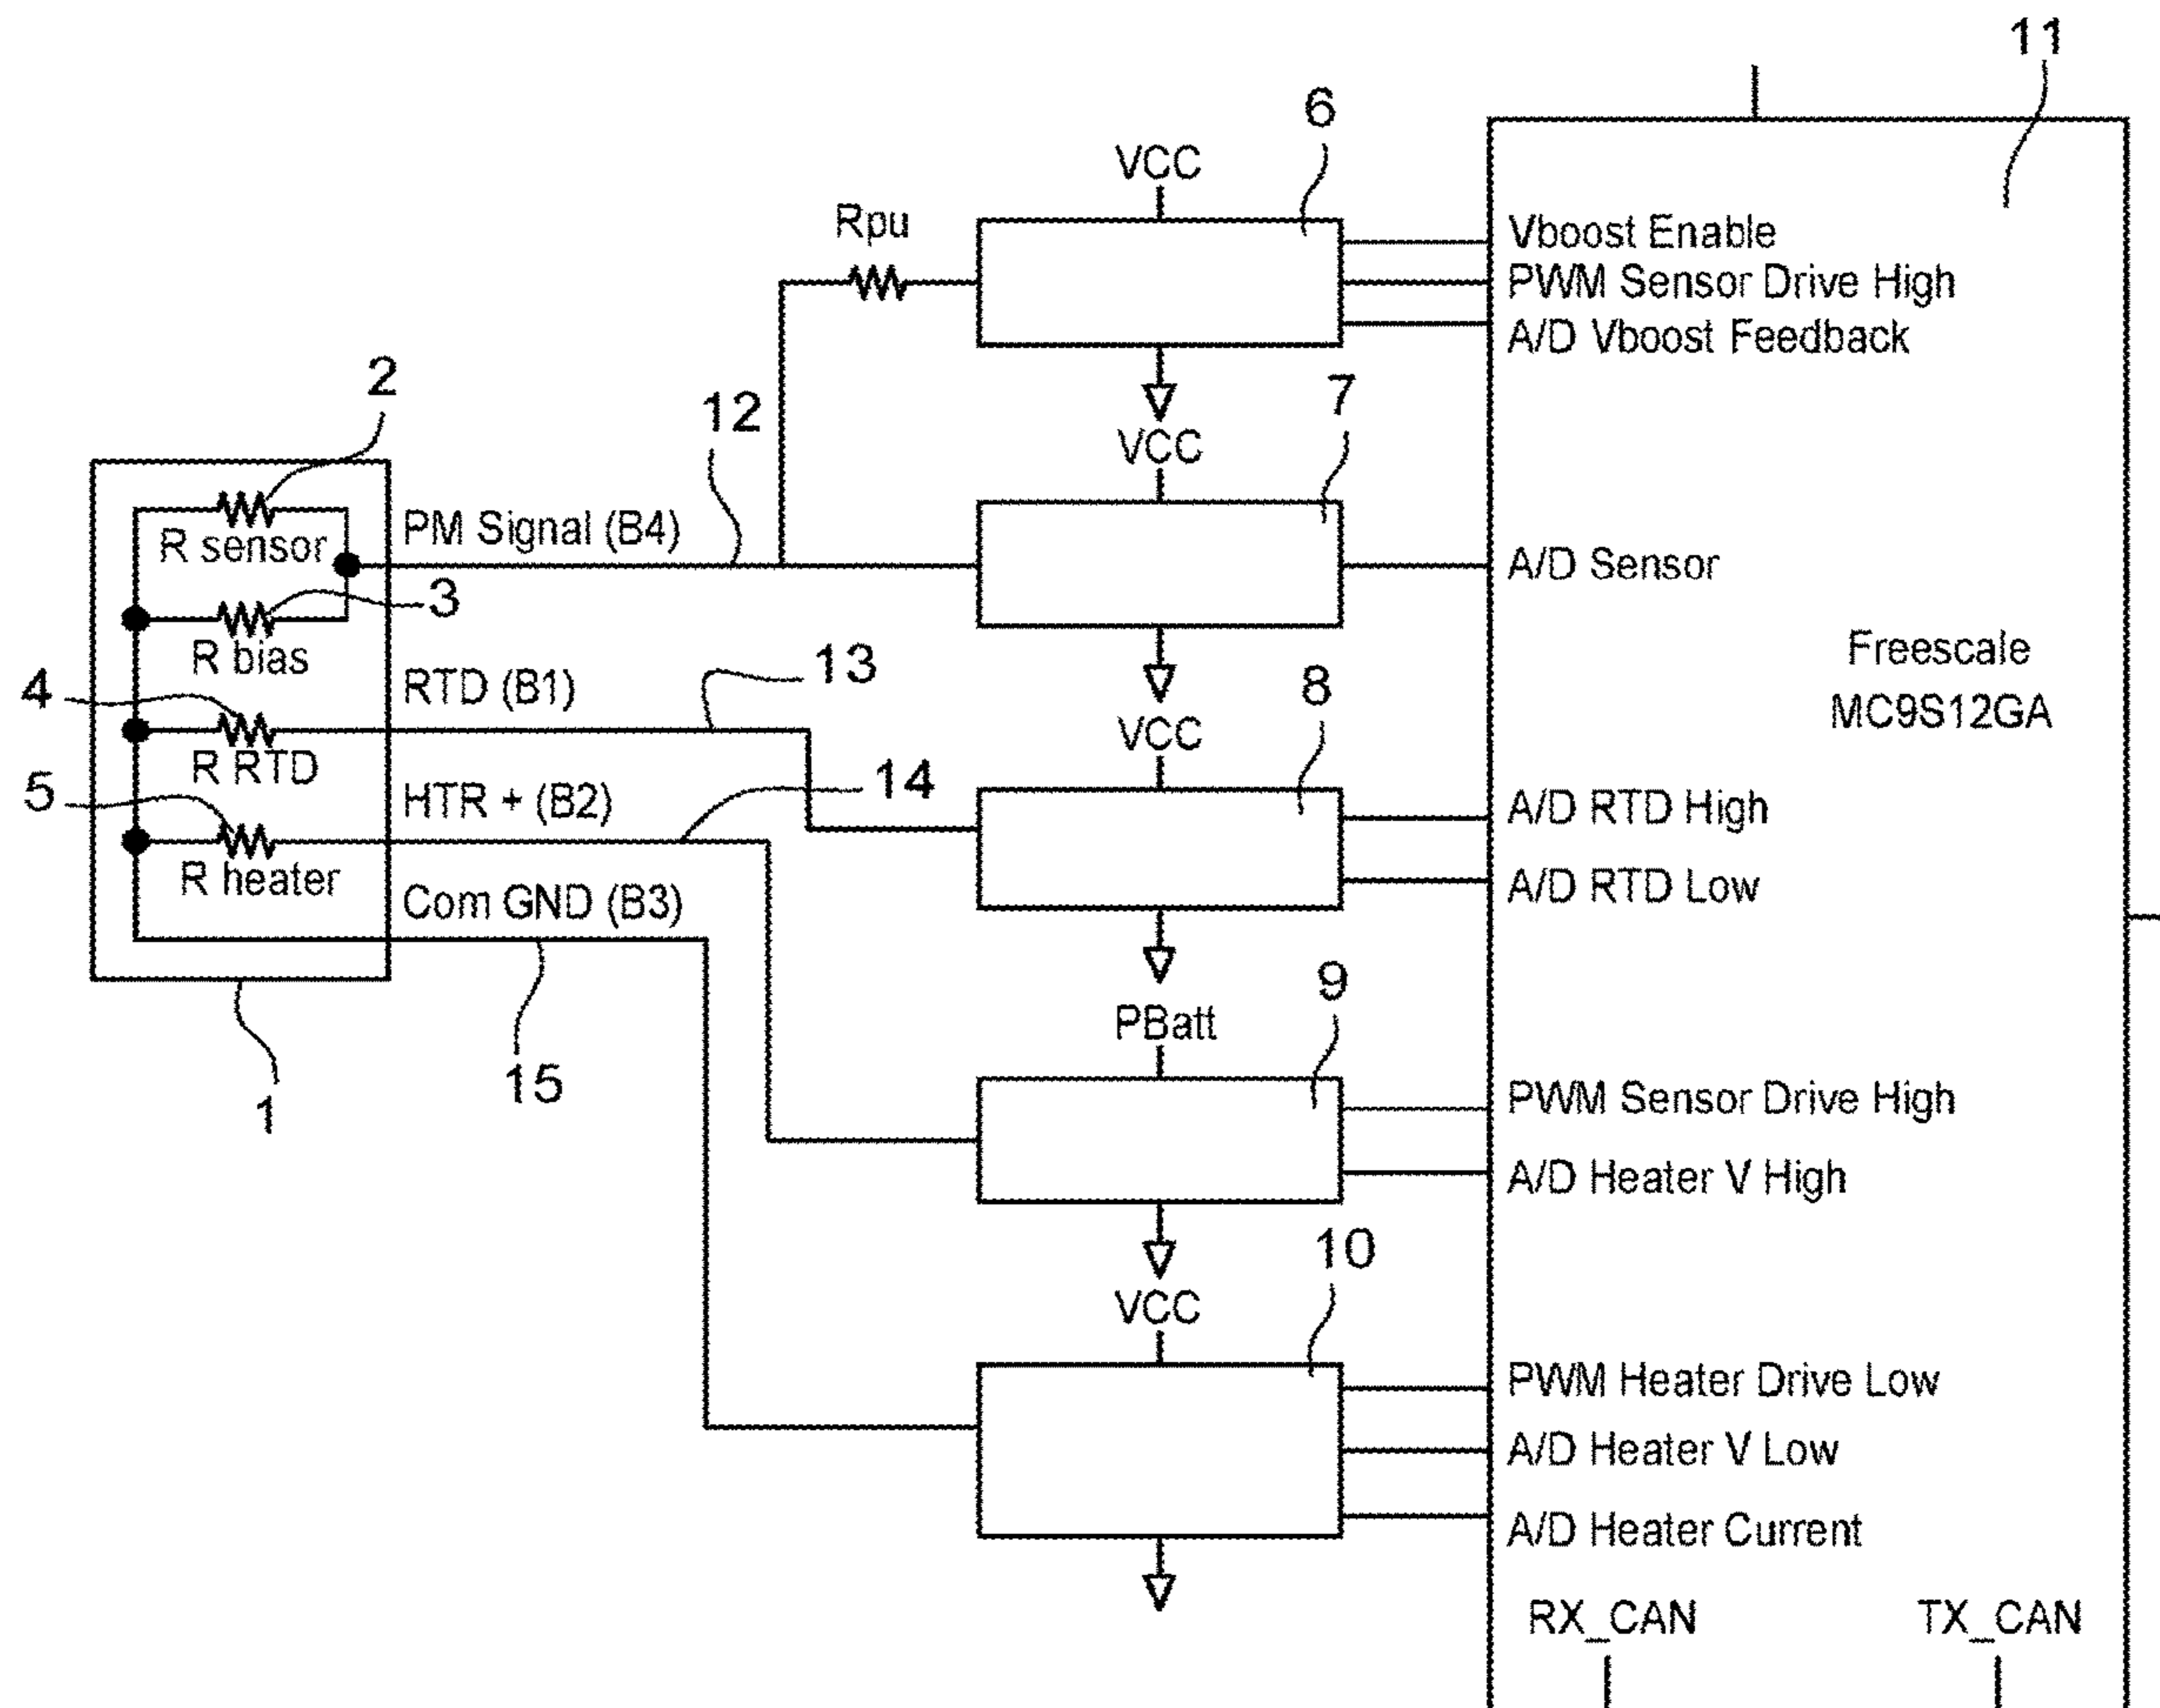 11
6
VCC
Rpu
Vboost Enable
PWM Sensor Drive High
A/D Vboost Feedback
2
12
7
VCC
R sensor
PM Signal (B4)
A/D Sensor
3
R bias
Freescale
MC9S12GA
4
RTD (B1)
13
8
VCC
R RTD
5
HTR + (B2)
14
A/D RTD High
R heater
Com GND (B3)
A/D RTD Low
9
PBatt
1
15
PWM Sensor Drive High
A/D Heater V High
10
VCC
PWM Heater Drive Low
A/D Heater V Low
A/D Heater Current
RX_CAN
TX_CAN